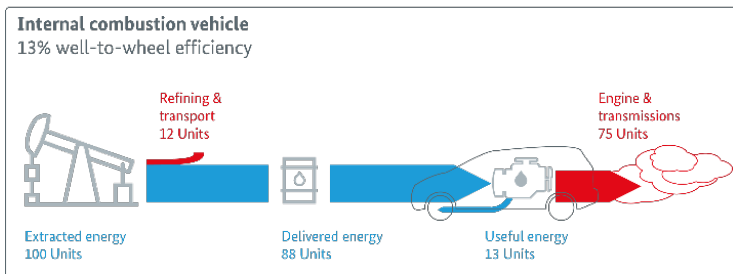 Internal combustion vehicle
13% well-to-wheel efficiency
Refining &
transport
12 Units
Engine &
transmissions
75 Units
Extracted energy
100 Units
Delivered energy
88 Units
Useful energy
13 Units